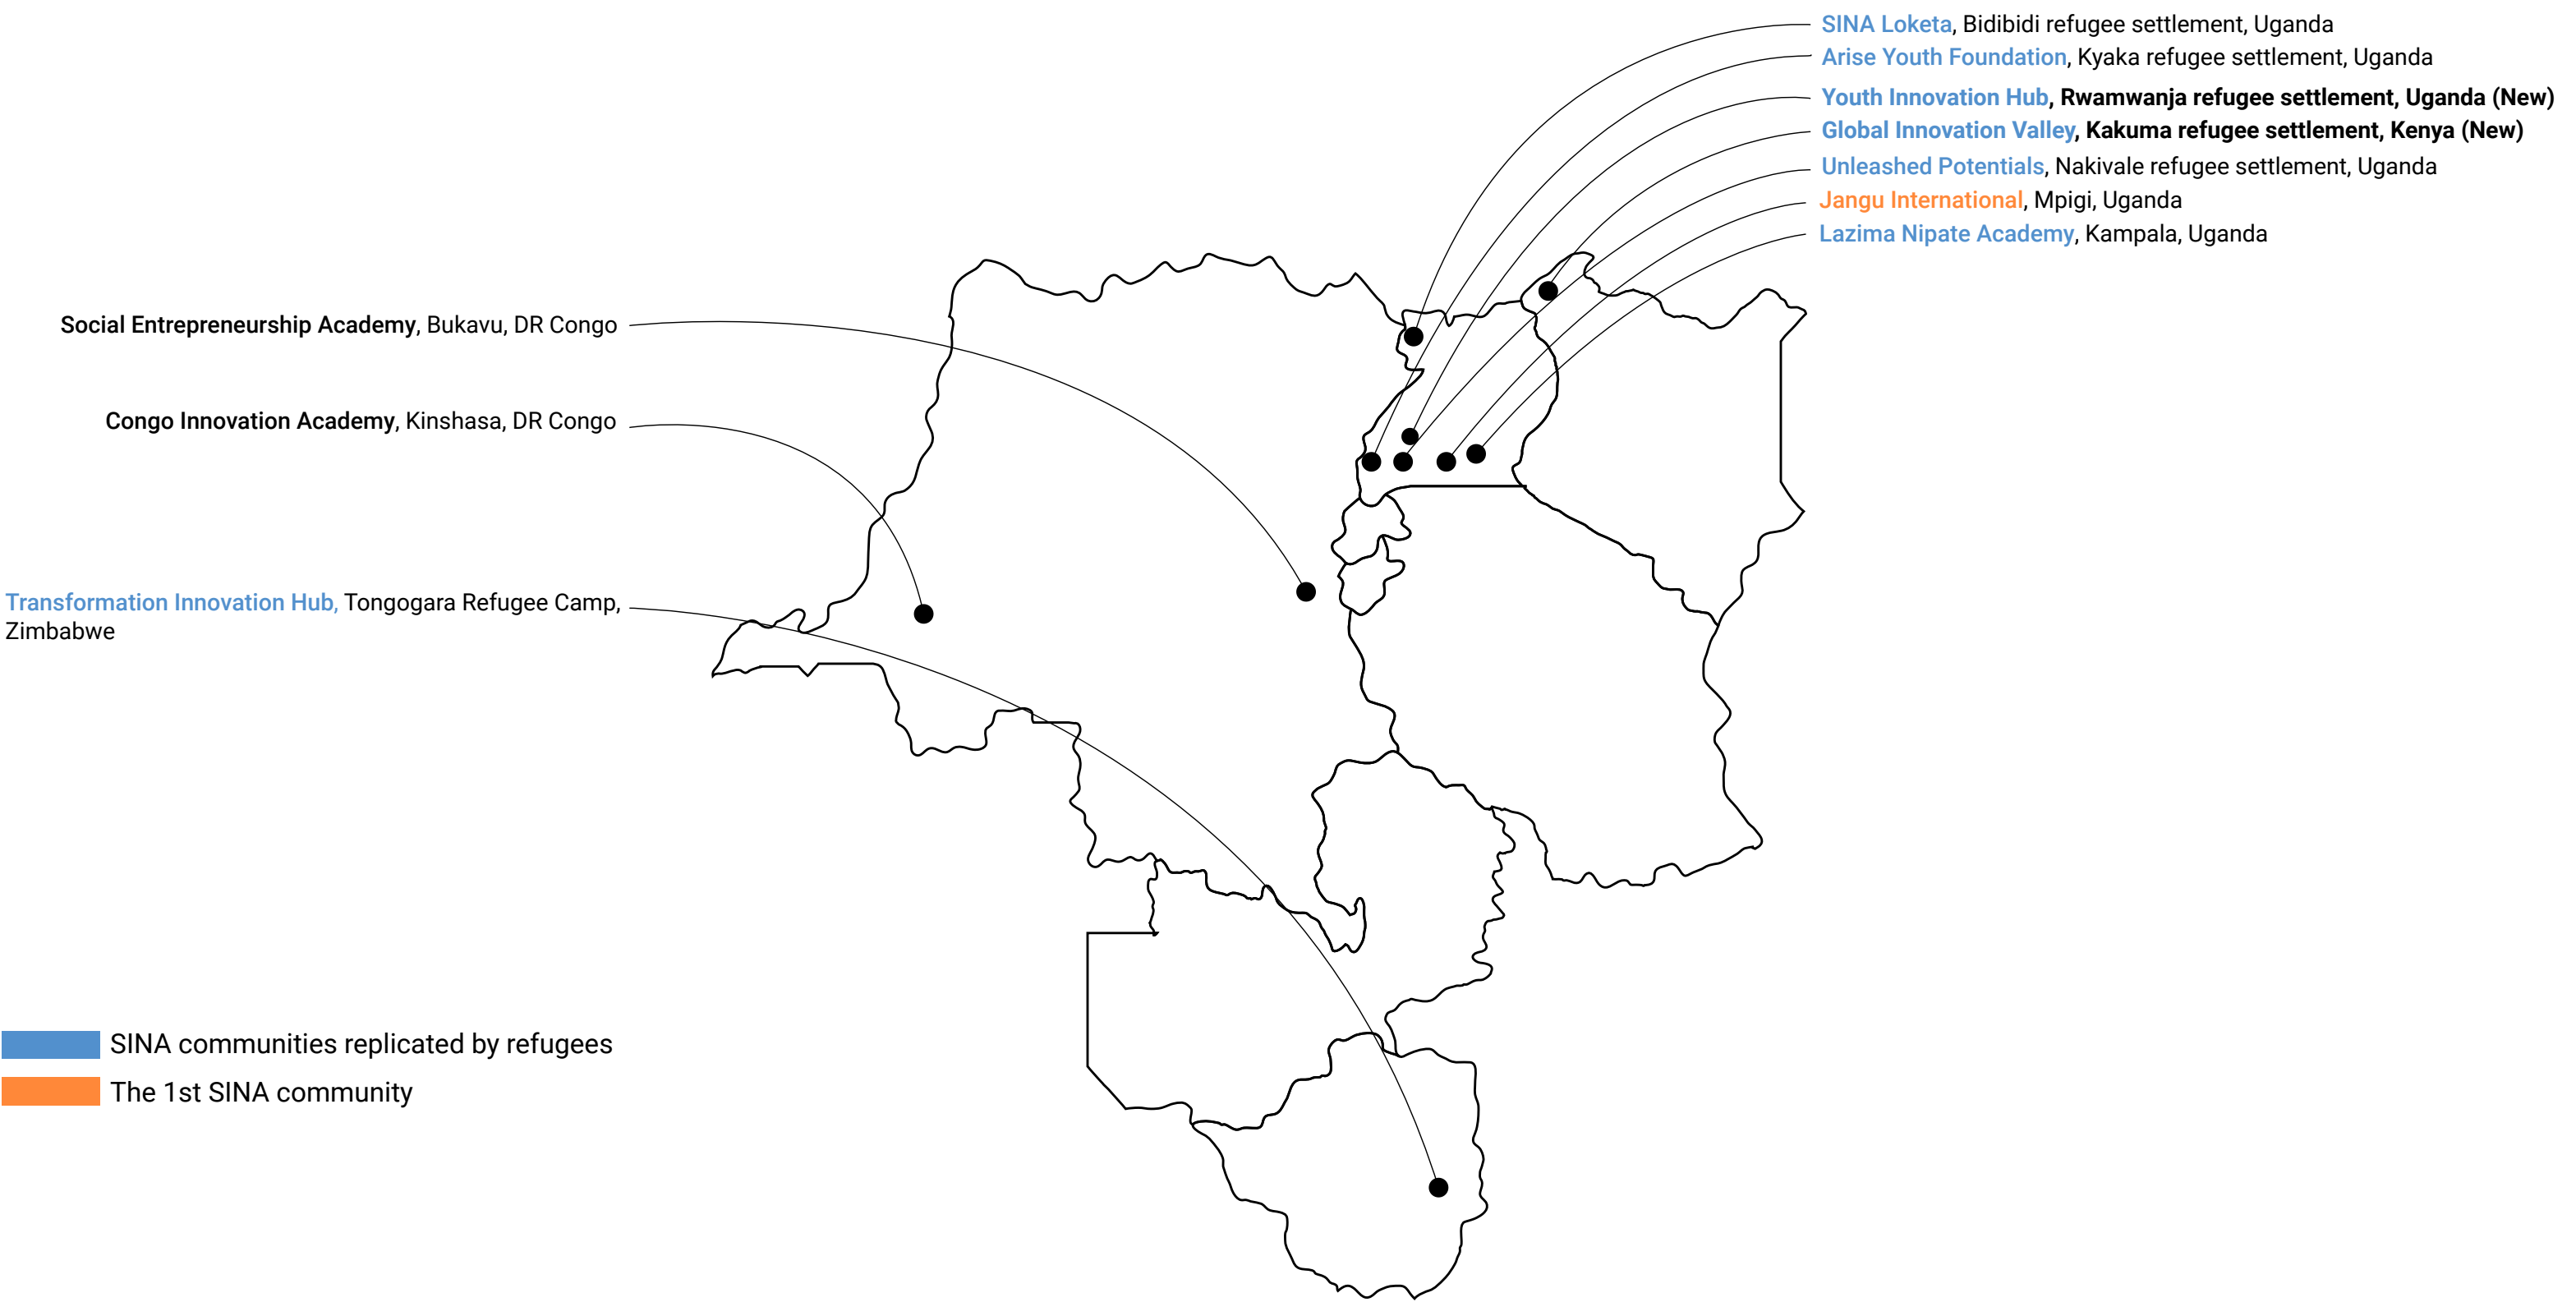 SINA Loketa, Bidibidi refugee settlement, Uganda
Arise Youth Foundation, Kyaka refugee settlement, Uganda
Youth Innovation Hub, Rwamwanja refugee settlement, Uganda (New)
Global Innovation Valley, Kakuma refugee settlement, Kenya (New)
Unleashed Potentials, Nakivale refugee settlement, Uganda
Jangu International, Mpigi, Uganda
Lazima Nipate Academy, Kampala, Uganda
Social Entrepreneurship Academy, Bukavu, DR Congo
Congo Innovation Academy, Kinshasa, DR Congo
Transformation Innovation Hub, Tongogara Refugee Camp,
Zimbabwe
SINA communities replicated by refugees
The 1st SINA community